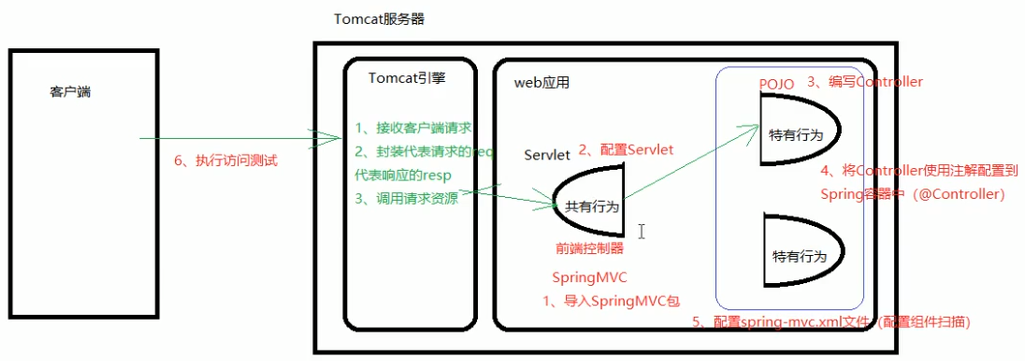 Tomcat服务器
客户端
Tomcat引擎
1、接收客户端请求
2、封装代表请求的req
代表响应的resp
3、调用请求资源
6、执行访问测试
web应用
Servlet
2、配置Servlet
共有行为
前端控制器
SpringMVC
1、导入SpringMVC包
POJO
3、编写Controller
特有行为
4、将Controller使用注解配置到
Spring容器中（@Controller）
特有行为
5、配置spring-mvc.xml文件（配置组件扫描）